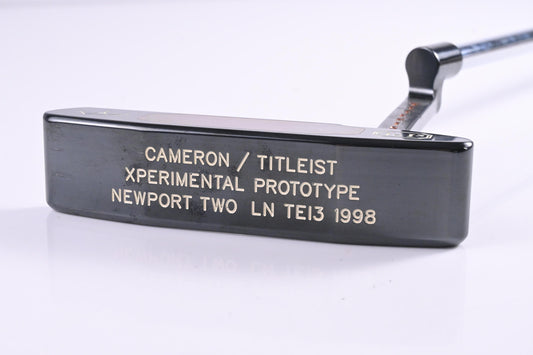 CAMERON / TITLEIST
XPERIMENTAL PROTOTYPE
NEWPORT TWO LN TEI3 1998